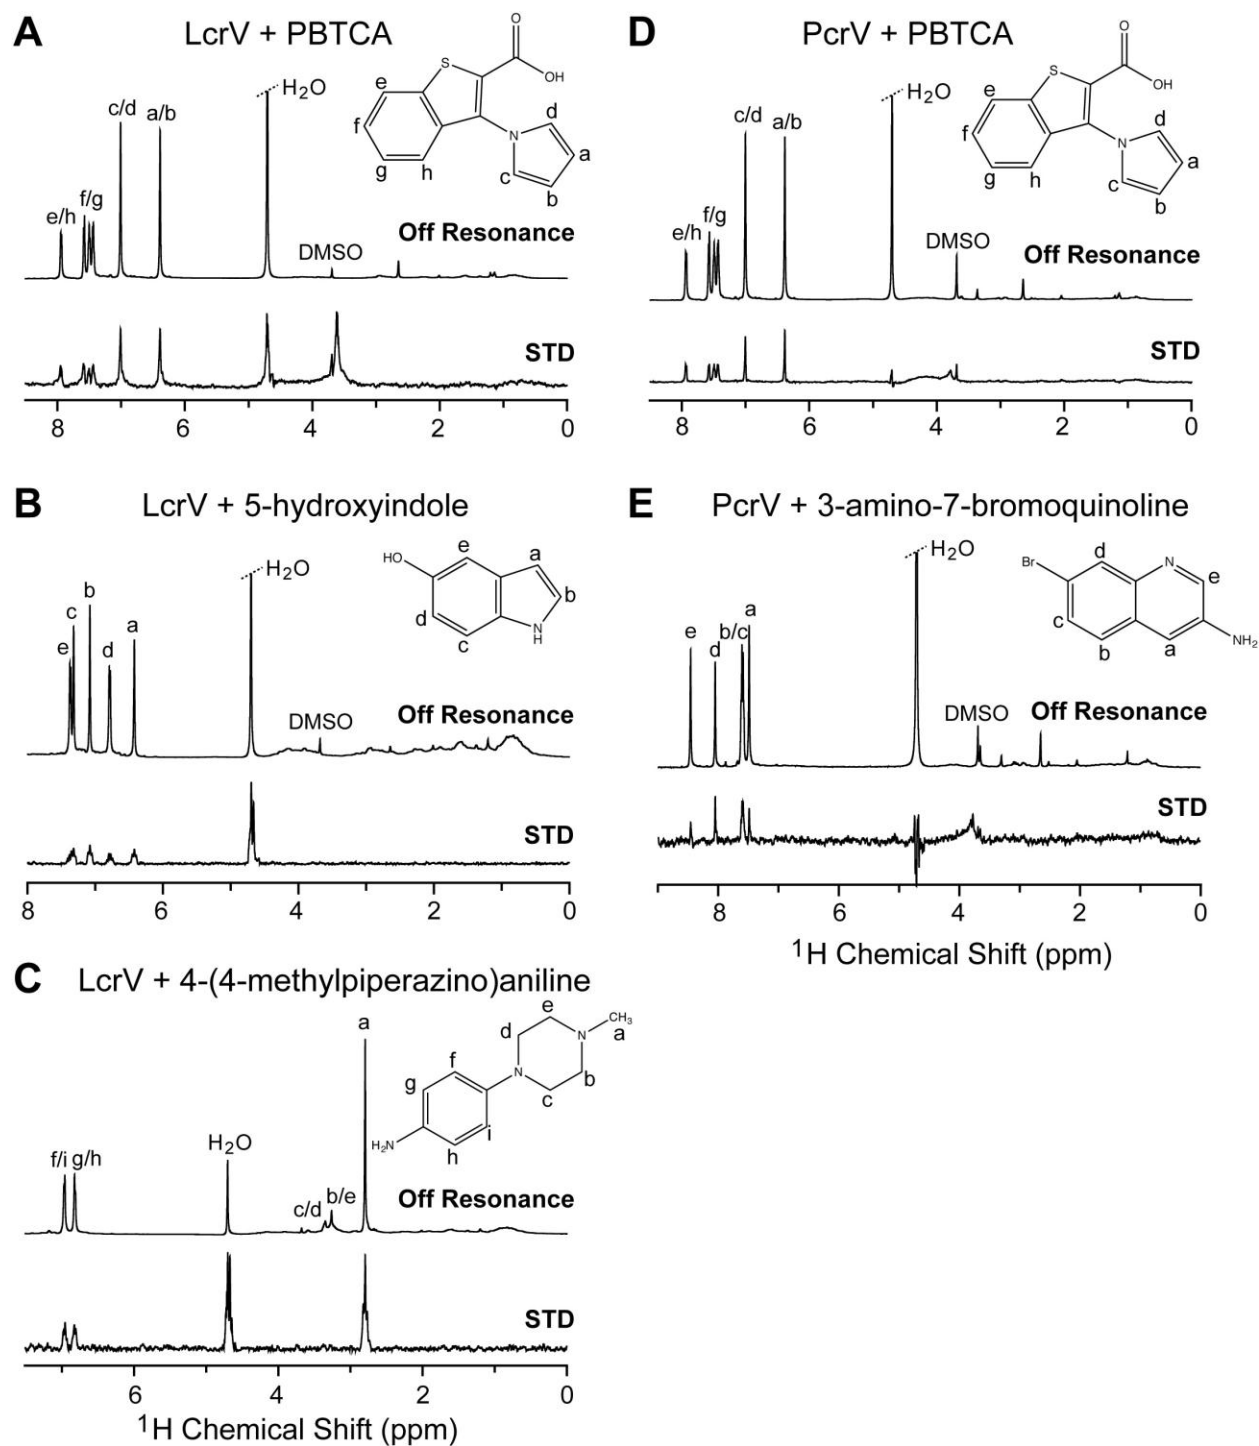 A LcrV + PBTCA
O
S
OH
H₂O
e
f
g
h
N
d
a
b
c
c/d
a/b
f/g
e/h
DMSO
Off Resonance
STD
8 6 4 2 0
D PcrV + PBTCA
O
S
OH
H₂O
e
f
g
h
N
d
a
b
c
c/d
a/b
f/g
e/h
DMSO
Off Resonance
STD
8 6 4 2 0
B LcrV + 5-hydroxyindole
HO
e
a
b
d
c
N
H
H₂O
b
c
e
d
a
DMSO
Off Resonance
STD
8 6 4 2 0
E PcrV + 3-amino-7-bromoquinoline
H₂O
Br
d
N
e
c
b
a
NH₂
a
b/c
e
d
DMSO
Off Resonance
STD
8 6 4 2 0
¹H Chemical Shift (ppm)
C LcrV + 4-(4-methylpiperazino)aniline
a
e
CH₃
d
N
a
f
N
b
g
c
i
H₂N
h
H₂O
f/i g/h
c/d
b/e
Off Resonance
STD
6 4 2 0
¹H Chemical Shift (ppm)